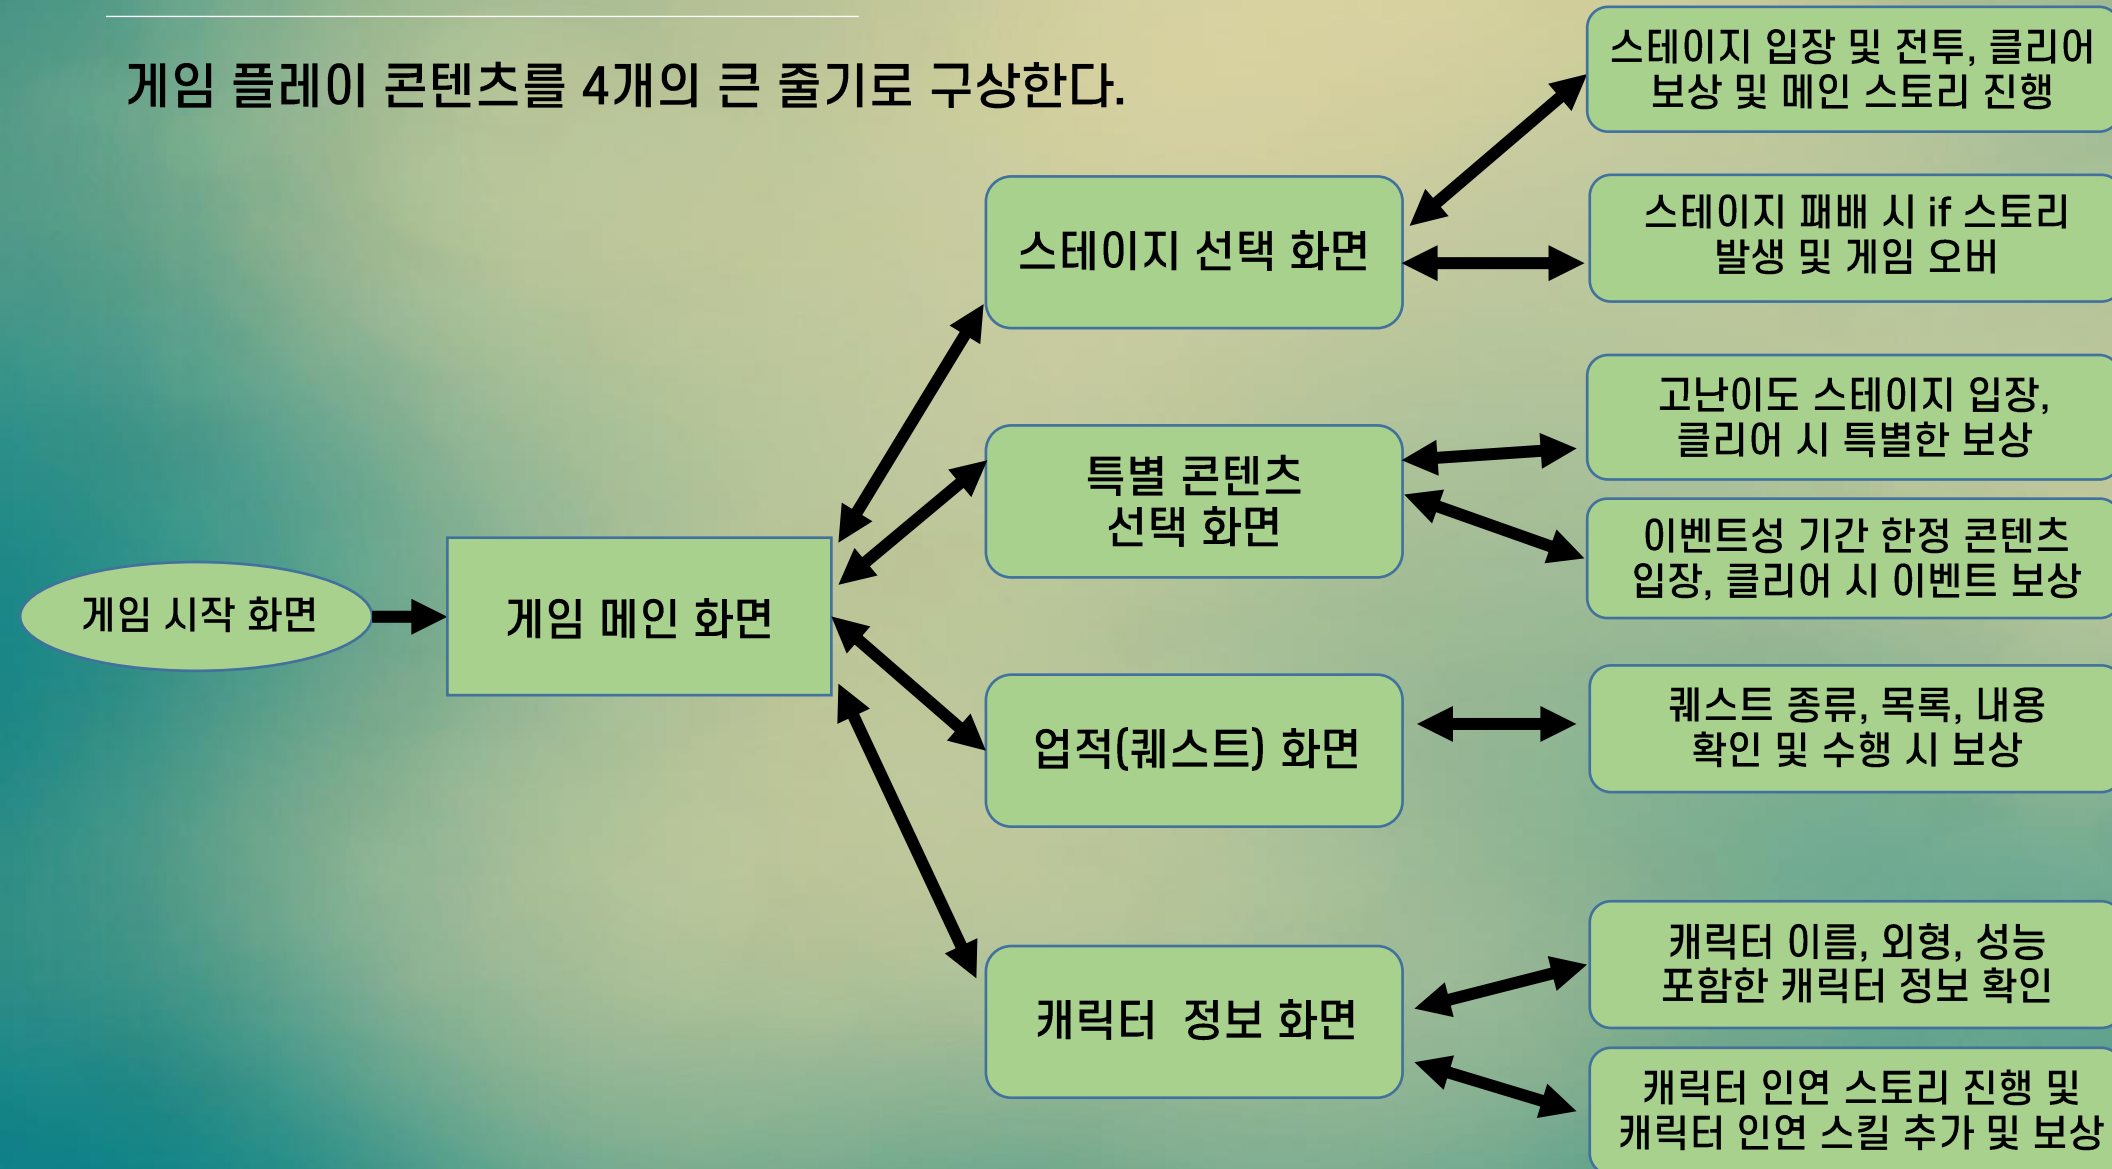 게임 플레이 콘텐츠를 4개의 큰 줄기로 구상한다.
게임 시작 화면
게임 메인 화면
스테이지 선택 화면
스테이지 입장 및 전투, 클리어
보상 및 메인 스토리 진행
스테이지 패배 시 if 스토리
발생 및 게임 오버
특별 콘텐츠
선택 화면
고난이도 스테이지 입장,
클리어 시 특별한 보상
이벤트성 기간 한정 콘텐츠
입장, 클리어 시 이벤트 보상
업적(퀘스트) 화면
퀘스트 종류, 목록, 내용
확인 및 수행 시 보상
캐릭터 정보 화면
캐릭터 이름, 외형, 성능
포함한 캐릭터 정보 확인
캐릭터 인연 스토리 진행 및
캐릭터 인연 스킬 추가 및 보상